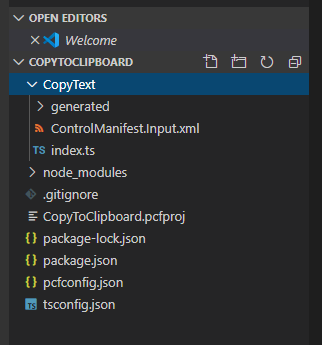 OPEN EDITORS
Welcome
COPYTOCLIPBOARD
CopyText
generated
ControlManifest.Input.xml
TS index.ts
node_modules
.gitignore
CopyToClipboard.pcfproj
{} package-lock.json
{} package.json
{} pcfconfig.json
TS tsconfig.json